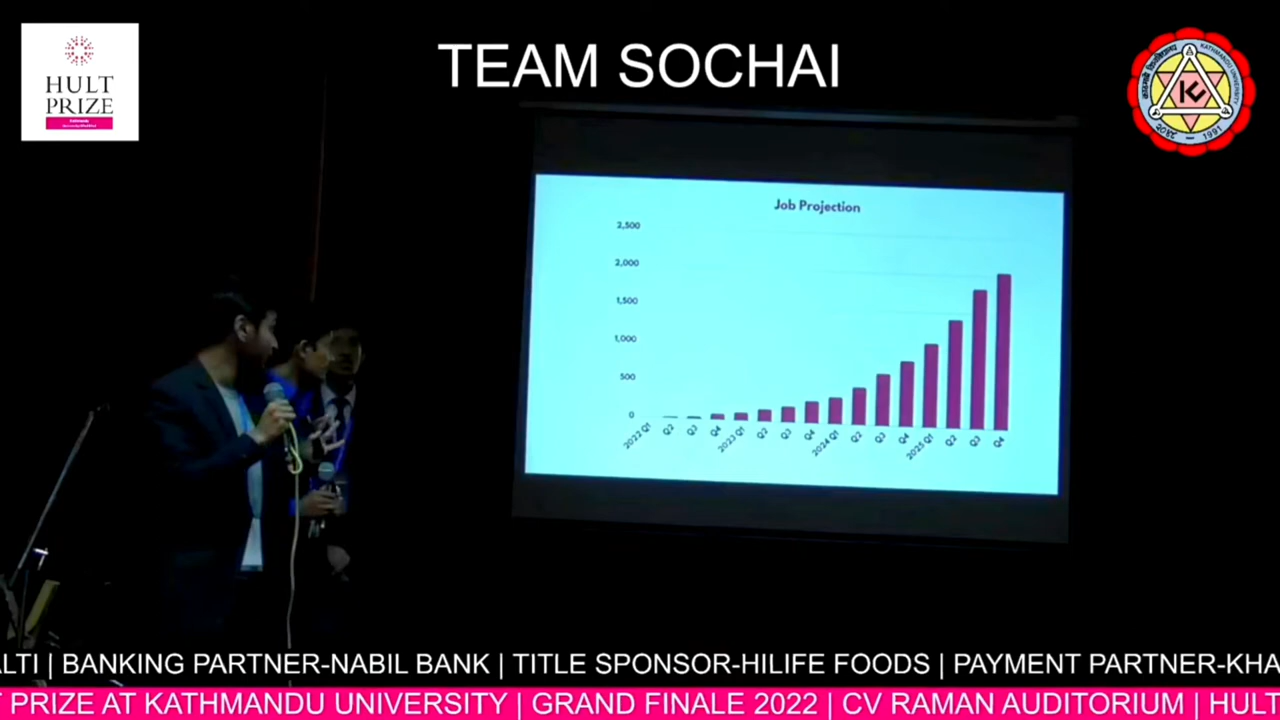 HULT
PRIZE
TEAM SOCHAI
KATHMANDU UNIVERSITY
1991
Job Projection
2,500
2,000
1,500
1,000
500
0
2022 Q1 Q2 Q3 Q4 2023 Q1 Q2 Q3 Q4 2024 Q1 Q2 Q3 Q4 2025 Q1 Q2 Q3 Q4
LTI | BANKING PARTNER-NABIL BANK | TITLE SPONSOR-HILIFE FOODS | PAYMENT PARTNER-KHA
T PRIZE AT KATHMANDU UNIVERSITY | GRAND FINALE 2022 | CV RAMAN AUDITORIUM | HULT